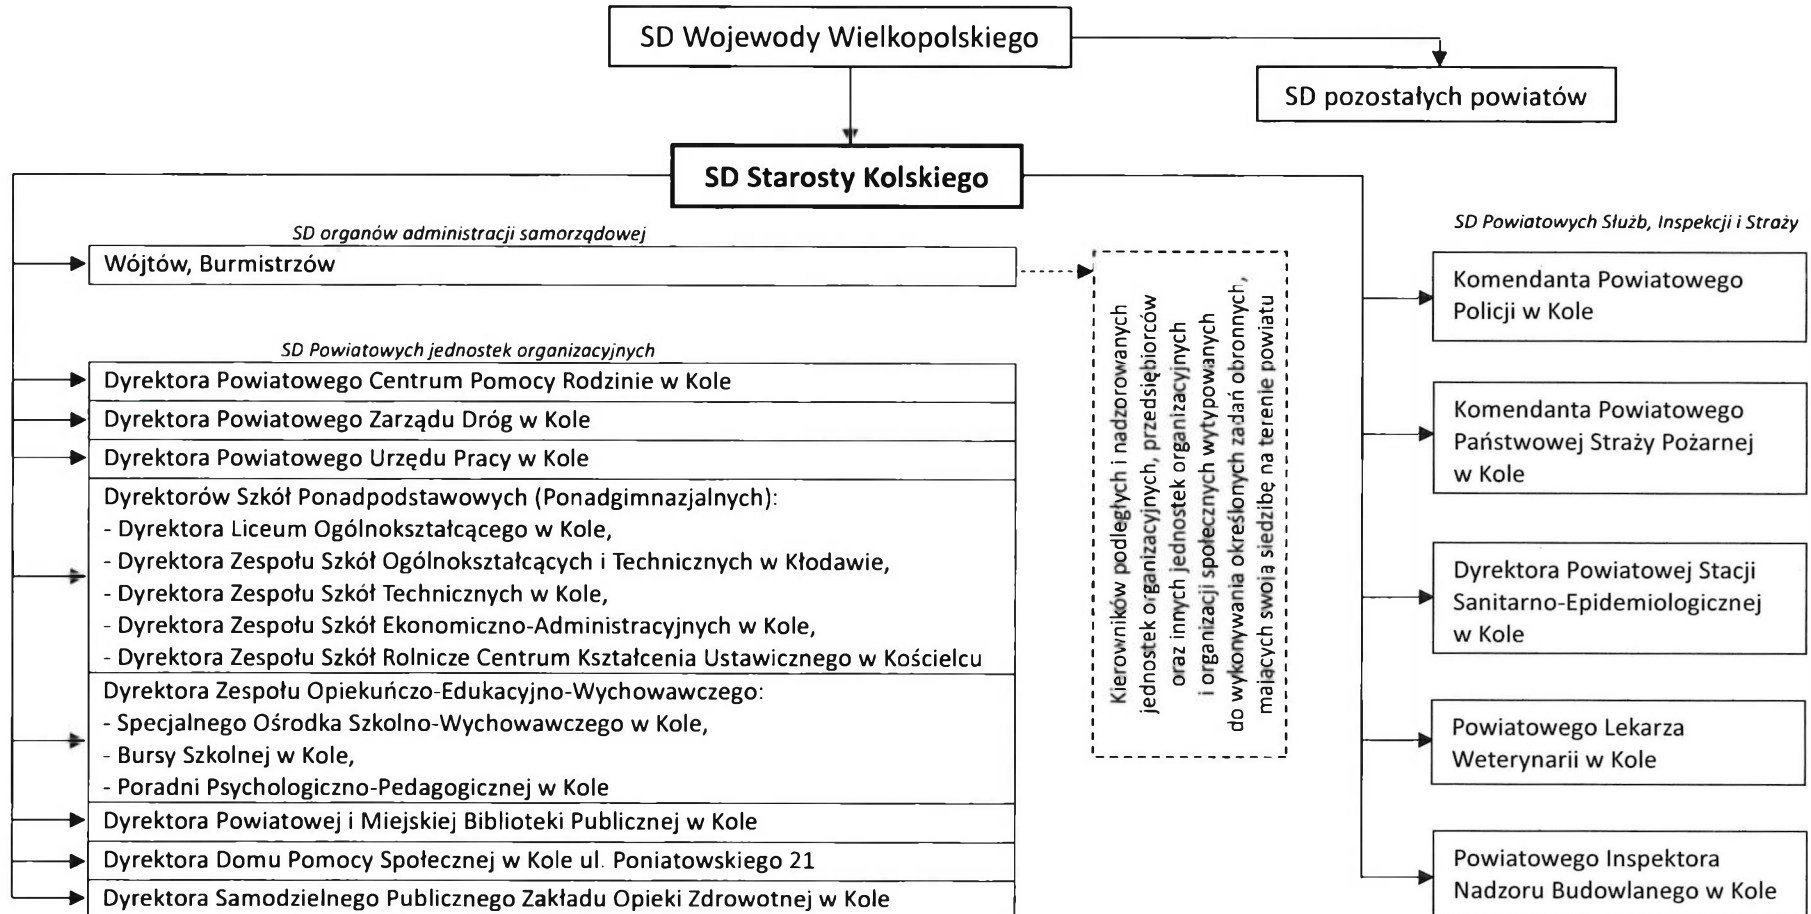 SD Wojewody Wielkopolskiego
SD pozostałych powiatów
SD Starosty Kolskiego
SD organów administracji samorządowej
Wójtów, Burmistrzów
SD Powiatowych jednostek organizacyjnych
Dyrektora Powiatowego Centrum Pomocy Rodzinie w Kole
Dyrektora Powiatowego Zarządu Dróg w Kole
Dyrektora Powiatowego Urzędu Pracy w Kole
Dyrektorów Szkół Ponadpodstawowych (Ponadgimnazjalnych):
- Dyrektora Liceum Ogólnokształcącego w Kole,
- Dyrektora Zespołu Szkół Ogólnokształcących i Technicznych w Kłodawie,
- Dyrektora Zespołu Szkół Technicznych w Kole,
- Dyrektora Zespołu Szkół Ekonomiczno-Administracyjnych w Kole,
- Dyrektora Zespołu Szkół Rolnicze Centrum Kształcenia Ustawicznego w Kościelcu
Dyrektora Zespołu Opiekuńczo-Edukacyjno-Wychowawczego:
- Specjalnego Ośrodka Szkolno-Wychowawczego w Kole,
- Bursy Szkolnej w Kole,
- Poradni Psychologiczno-Pedagogicznej w Kole
Dyrektora Powiatowej i Miejskiej Biblioteki Publicznej w Kole
Dyrektora Domu Pomocy Społecznej w Kole ul. Poniatowskiego 21
Dyrektora Samodzielnego Publicznego Zakładu Opieki Zdrowotnej w Kole
Kierowników podległych i nadzorowanych
jednostek organizacyjnych, przedsiębiorców
oraz innych jednostek organizacyjnych
i organizacji społecznych wytypowanych
do wykonywania określonych zadań obronnych,
mających swoją siedzibę na terenie powiatu
SD Powiatowych Służb, Inspekcji i Straży
Komendanta Powiatowego
Policji w Kole
Komendanta Powiatowego
Państwowej Straży Pożarnej
w Kole
Dyrektora Powiatowej Stacji
Sanitarno-Epidemiologicznej
w Kole
Powiatowego Lekarza
Weterynarii w Kole
Powiatowego Inspektora
Nadzoru Budowlanego w Kole